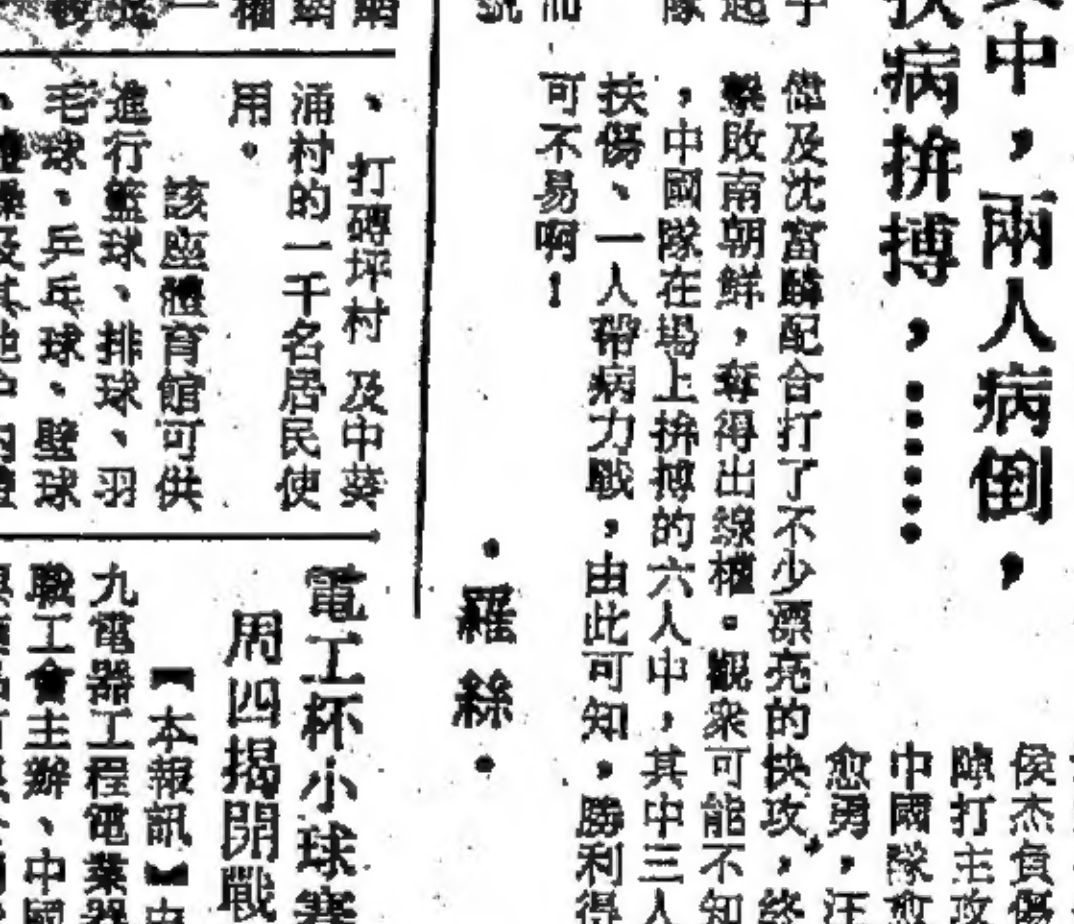 其中，兩人病倒，
扶病拚搏，……
侯杰負傷
陣打主攻
中國隊愈
愈勇，汪
偉及沈富麟配合打了不少漂亮的快攻，終
擊敗南朝鮮，奪得出線權。觀衆可能不知
，中國隊在場上拚搏的六人中，其中三人
扶傷、一人帶病力戰，由此可知，勝利得
可不易啊！
•羅絲•
、打磚坪村 及中葵
涌村的一千名居民使
用。
該座體育館可供
進行籃球、排球、羽
毛球、乒乓球、壁球
電工杯小球賽
周四揭開戰
【本報訊】由
九電器工程電業器
職工會主辦、中國